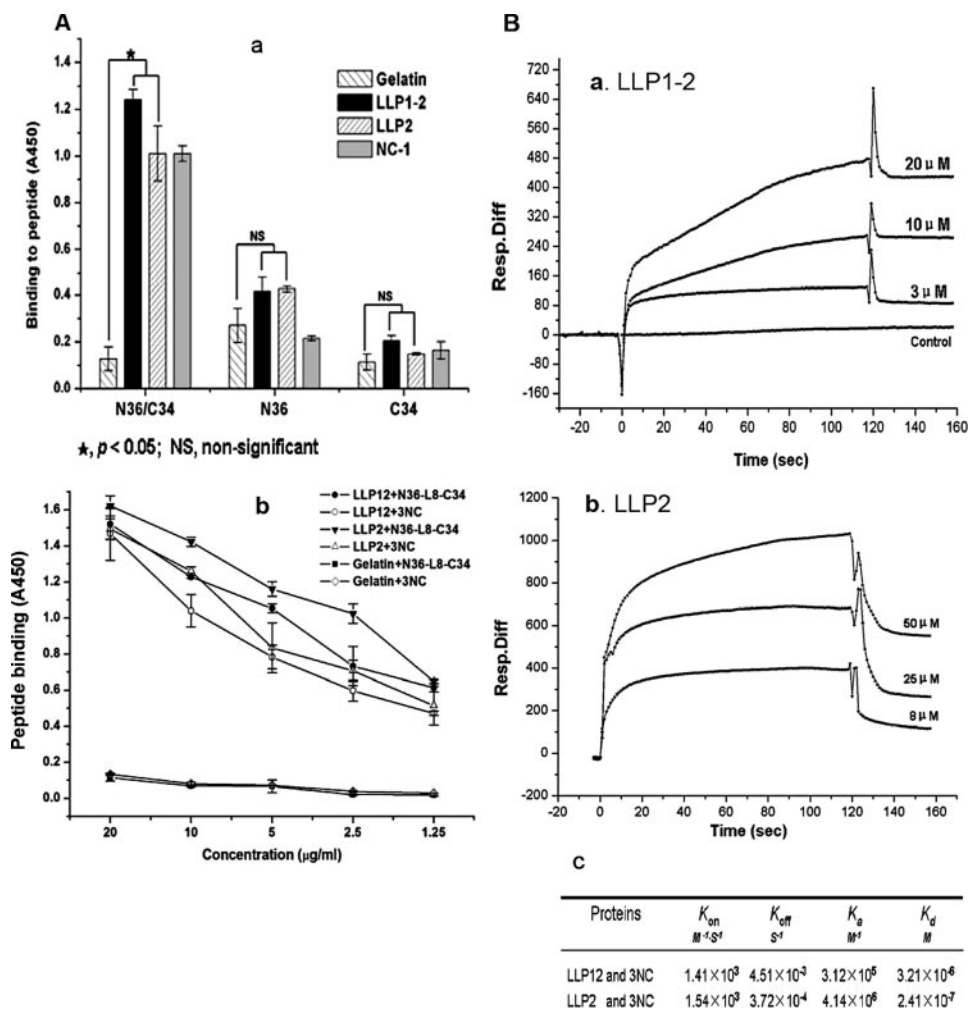 A
a
Binding to peptide (A450)
1.4
1.2
1.0
0.8
0.6
0.4
0.2
0.0
★
NS
NS
Gelatin
LLP1-2
LLP2
NC-1
N36/C34 N36 C34
★, p < 0.05; NS, non-significant
b
Peptide binding (A450)
1.6
1.4
1.2
1.0
0.8
0.6
0.4
0.2
0.0
LLP12+N36-L8-C34
LLP12+3NC
LLP2+N36-L8-C34
LLP2+3NC
Gelatin+N36-L8-C34
Gelatin+3NC
20 10 5 2.5 1.25
Concentration (μg/ml)
B
a. LLP1-2
Resp.Diff
720
640
560
480
400
320
240
160
80
0
-80
-160
20 μM
10 μM
3 μM
Control
-20 0 20 40 60 80 100 120 140 160
Time (sec)
b. LLP2
Resp.Diff
1000
800
600
400
200
0
50 μM
25 μM
8 μM
-20 0 20 40 60 80 100 120 140 160
Time (sec)
C
Proteins Kon Koff Ka Kd
M⁻¹·S⁻¹ S⁻¹ M⁻¹ M
LLP12 and 3NC 1.41×10³ 4.51×10⁻³ 3.12×10⁵ 3.21×10⁻⁶
LLP2 and 3NC 1.54×10³ 3.72×10⁻⁴ 4.14×10⁶ 2.41×10⁻⁷